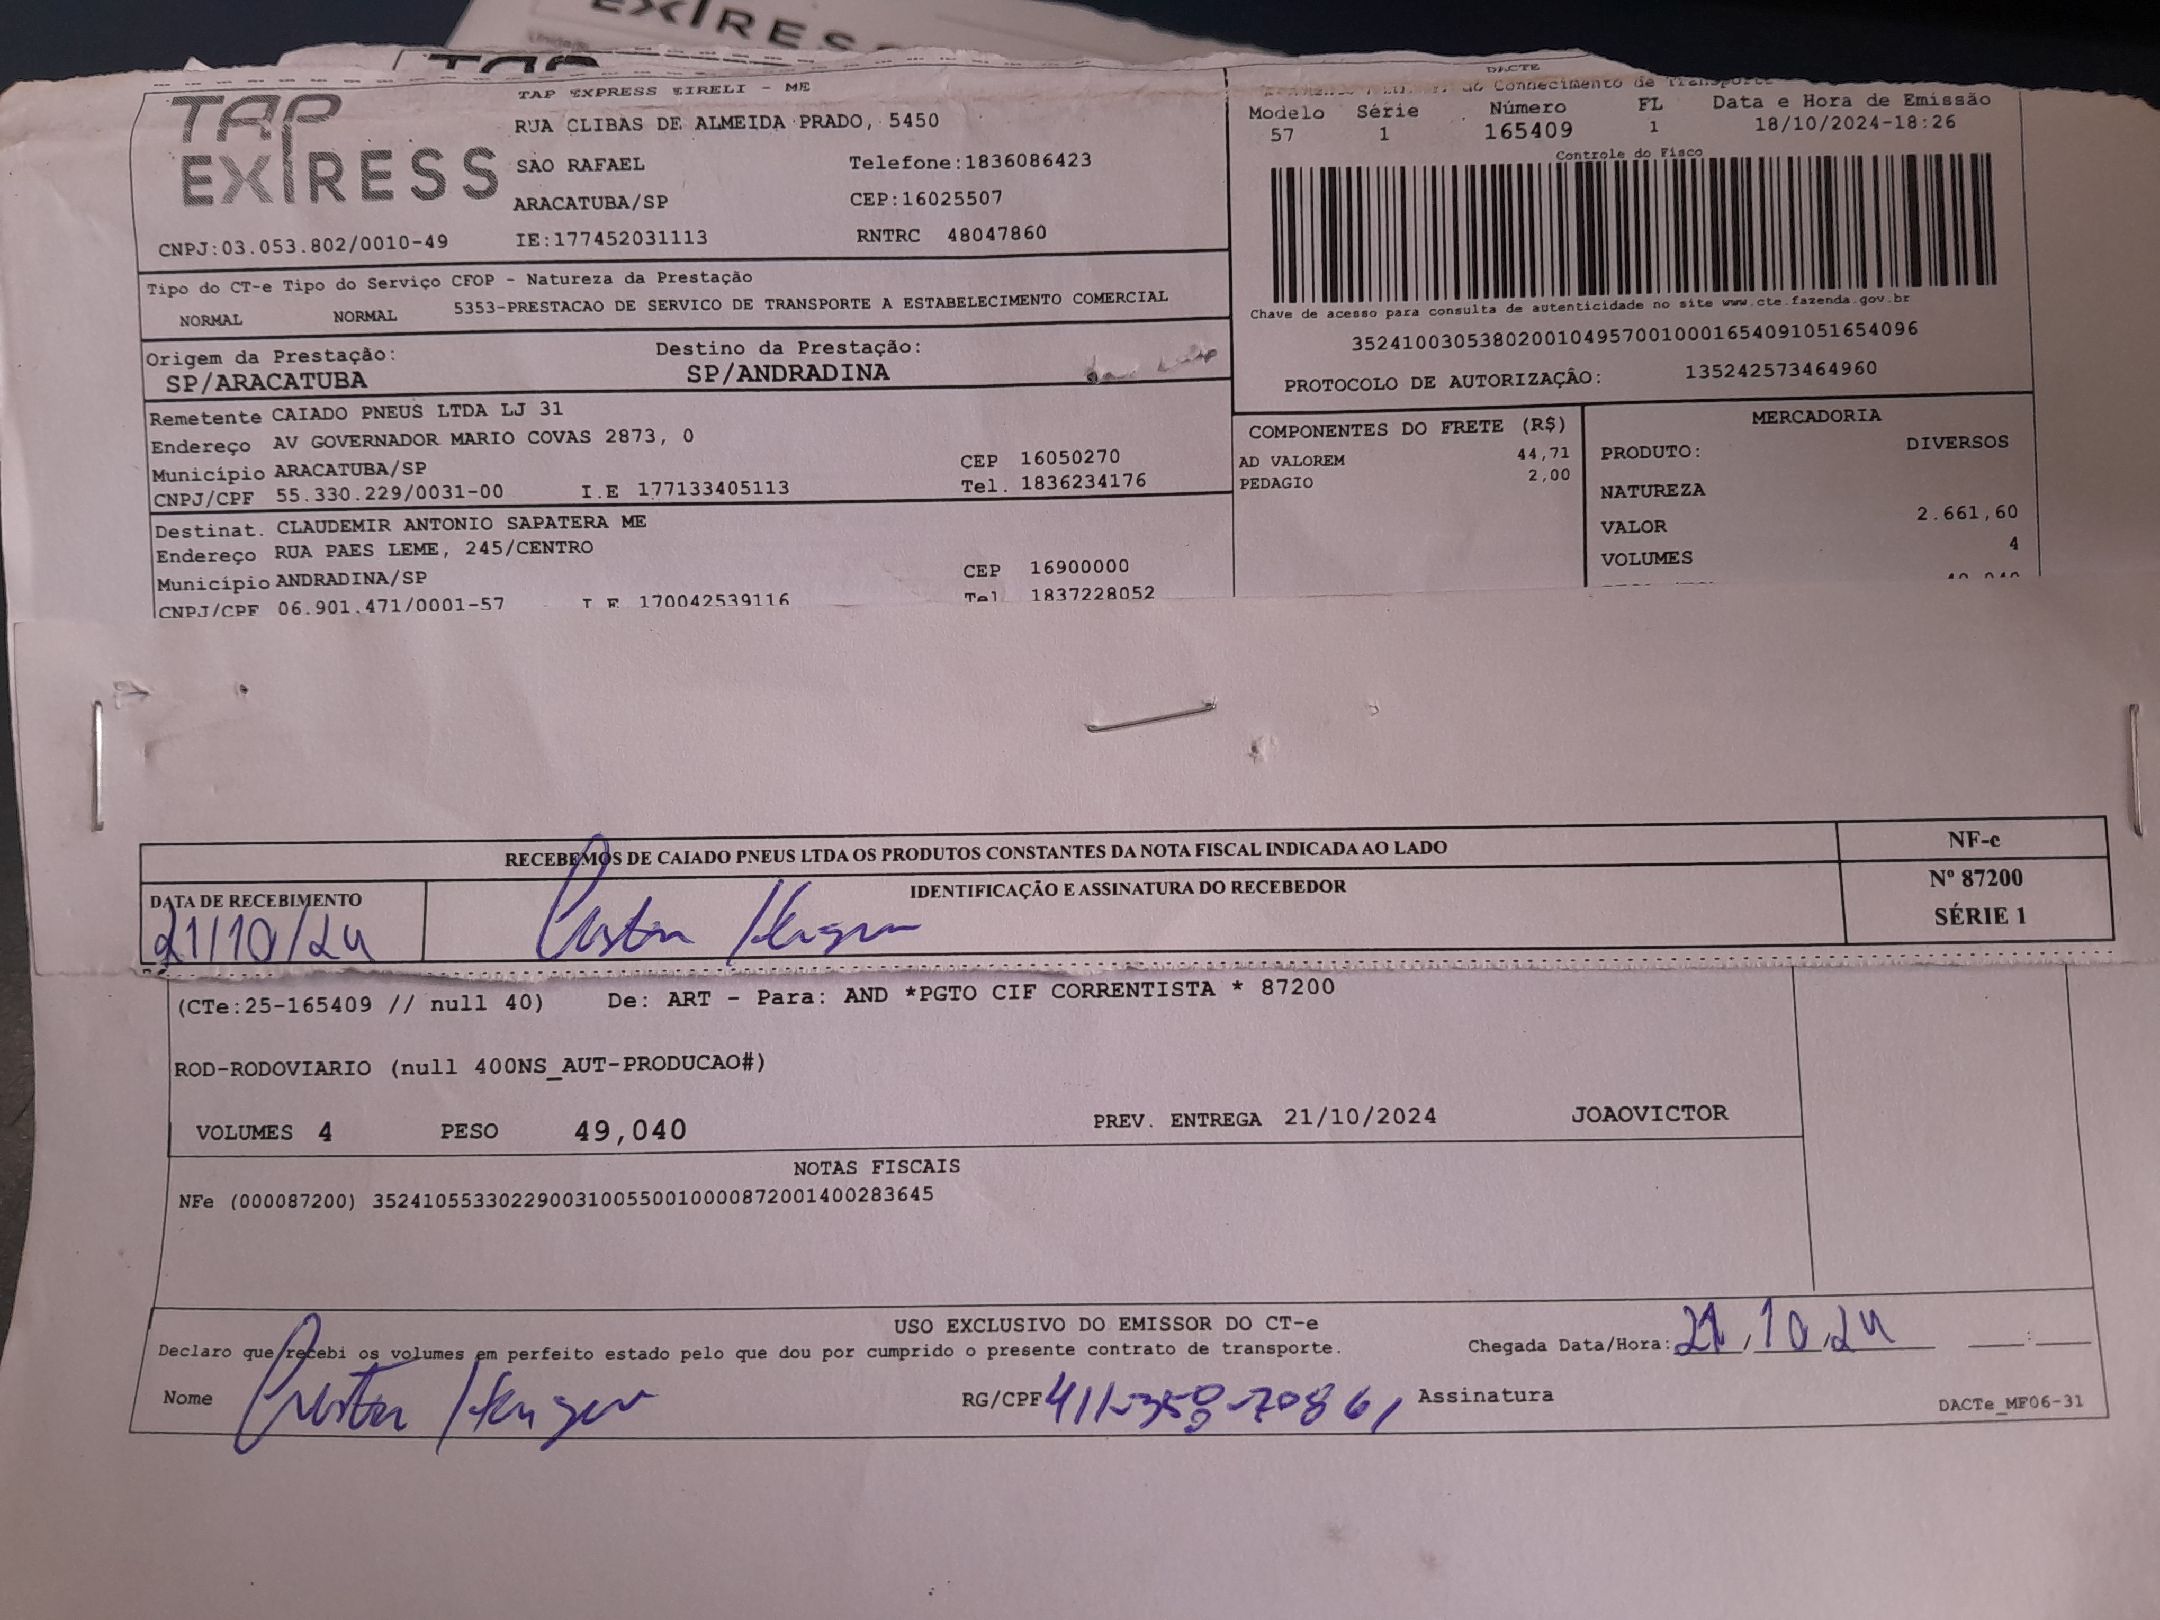 EXPRESS
TAP
TAP EXPRESS
TAP EXPRESS EIRELI - ME
RUA CLIBAS DE ALMEIDA PRADO, 5450
SAO RAFAEL Telefone:1836086423
ARACATUBA/SP CEP:16025507
CNPJ:03.053.802/0010-49 IE:177452031113 RNTRC 48047860
DACTE
do Conhecimento de Transporte
Modelo Série Número FL Data e Hora de Emissão
57 1 165409 1 18/10/2024-18:26
Controle do Fisco
Chave de acesso para consulta de autenticidade no site www.cte.fazenda.gov.br
35241003053802001049570010001654091051654096
PROTOCOLO DE AUTORIZAÇÃO: 135242573464960
Tipo do CT-e Tipo do Serviço CFOP - Natureza da Prestação
NORMAL NORMAL 5353-PRESTACAO DE SERVICO DE TRANSPORTE A ESTABELECIMENTO COMERCIAL
Origem da Prestação: Destino da Prestação:
SP/ARACATUBA SP/ANDRADINA
Remetente CAIADO PNEUS LTDA LJ 31
Endereço AV GOVERNADOR MARIO COVAS 2873, 0
Município ARACATUBA/SP CEP 16050270
CNPJ/CPF 55.330.229/0031-00 I.E 177133405113 Tel. 1836234176
Destinat. CLAUDEMIR ANTONIO SAPATERA ME
Endereço RUA PAES LEME, 245/CENTRO
Município ANDRADINA/SP CEP 16900000
CNPJ/CPF 06.901.471/0001-57 I.E 170042539116 Tel 1837228052
COMPONENTES DO FRETE (R$)
AD VALOREM 44,71
PEDAGIO 2,00
MERCADORIA
PRODUTO: DIVERSOS
NATUREZA
VALOR 2.661,60
VOLUMES 4
RECEBEMOS DE CAIADO PNEUS LTDA OS PRODUTOS CONSTANTES DA NOTA FISCAL INDICADA AO LADO
NF-e
Nº 87200
SÉRIE 1
DATA DE RECEBIMENTO IDENTIFICAÇÃO E ASSINATURA DO RECEBEDOR
21/10/24
(CTe:25-165409 // null 40) De: ART - Para: AND *PGTO CIF CORRENTISTA * 87200
ROD-RODOVIARIO (null 400NS_AUT-PRODUCAO#)
VOLUMES 4 PESO 49,040 PREV. ENTREGA 21/10/2024 JOAOVICTOR
NOTAS FISCAIS
NFe (000087200) 35241055330229003100550010000872001400283645
USO EXCLUSIVO DO EMISSOR DO CT-e
Declaro que recebi os volumes em perfeito estado pelo que dou por cumprido o presente contrato de transporte. Chegada Data/Hora: 21/10/24 __:__
Nome RG/CPF Assinatura DACTe_MF06-31